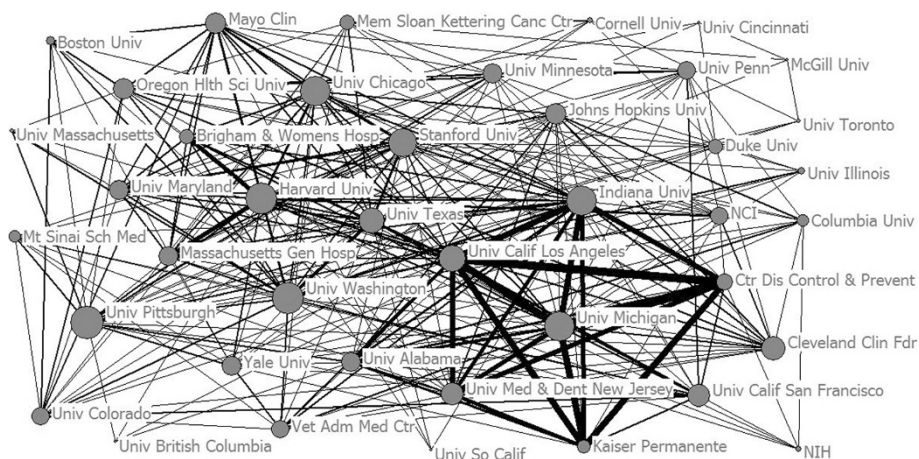 Mayo Clin
Mem Sloan Kettering Canc Ctr
Cornell Univ
Univ Cincinnati
Boston Univ
Oregon Hlth Sci Univ
Univ Chicago
Univ Minnesota
Univ Penn
McGill Univ
Johns Hopkins Univ
Univ Toronto
Univ Massachusetts
Brigham & Womens Hosp
Stanford Univ
Duke Univ
Univ Maryland
Harvard Univ
Indiana Univ
Univ Illinois
Univ Texas
NCI
Columbia Univ
Mt Sinai Sch Med
Massachusetts Gen Hosp
Univ Calif Los Angeles
Ctr Dis Control & Prevent
Univ Washington
Univ Pittsburgh
Univ Michigan
Cleveland Clin Fdr
Yale Univ
Univ Alabama
Univ Med & Dent New Jersey
Univ Calif San Francisco
Univ Colorado
Vet Adm Med Ctr
Univ British Columbia
Univ So Calif
Kaiser Permanente
NIH